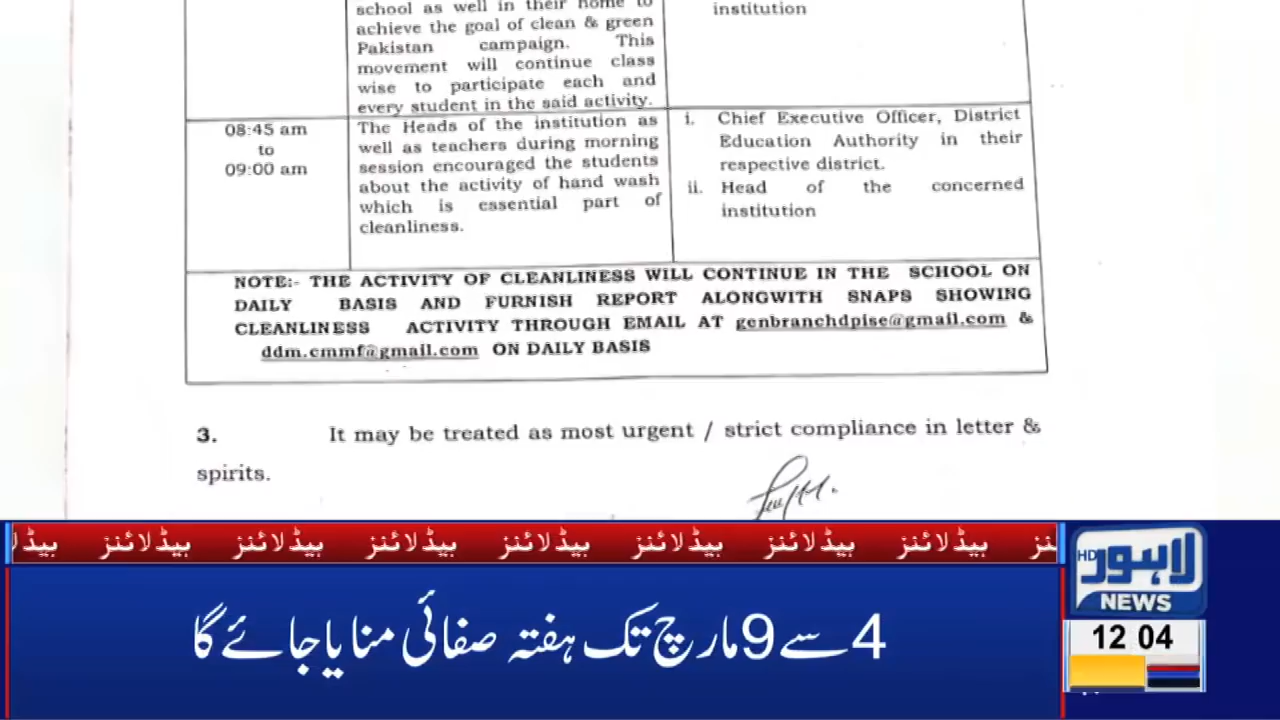 school as well in their home to
achieve the goal of clean & green
Pakistan campaign. This
movement will continue class
wise to participate each and
every student in the said activity.
institution
08:45 am
to
09:00 am
The Heads of the institution as
well as teachers during morning
session encouraged the students
about the activity of hand wash
which is essential part of
cleanliness.
i. Chief Executive Officer, District
Education Authority in their
respective district.
ii. Head of the concerned
institution
NOTE:- THE ACTIVITY OF CLEANLINESS WILL CONTINUE IN THE SCHOOL ON
DAILY BASIS AND FURNISH REPORT ALONGWITH SNAPS SHOWING
CLEANLINESS ACTIVITY THROUGH EMAIL AT genbranchdpise@gmail.com &
ddm.cmmf@gmail.com ON DAILY BASIS
3. It may be treated as most urgent / strict compliance in letter &
spirits.
ہیڈلائنز ہیڈلائنز ہیڈلائنز ہیڈلائنز ہیڈلائنز ہیڈلائنز ہیڈلائنز
4 سے 9 مارچ تک ہفتہ صفائی منایا جائے گا
HD
لاہور
NEWS
12 04